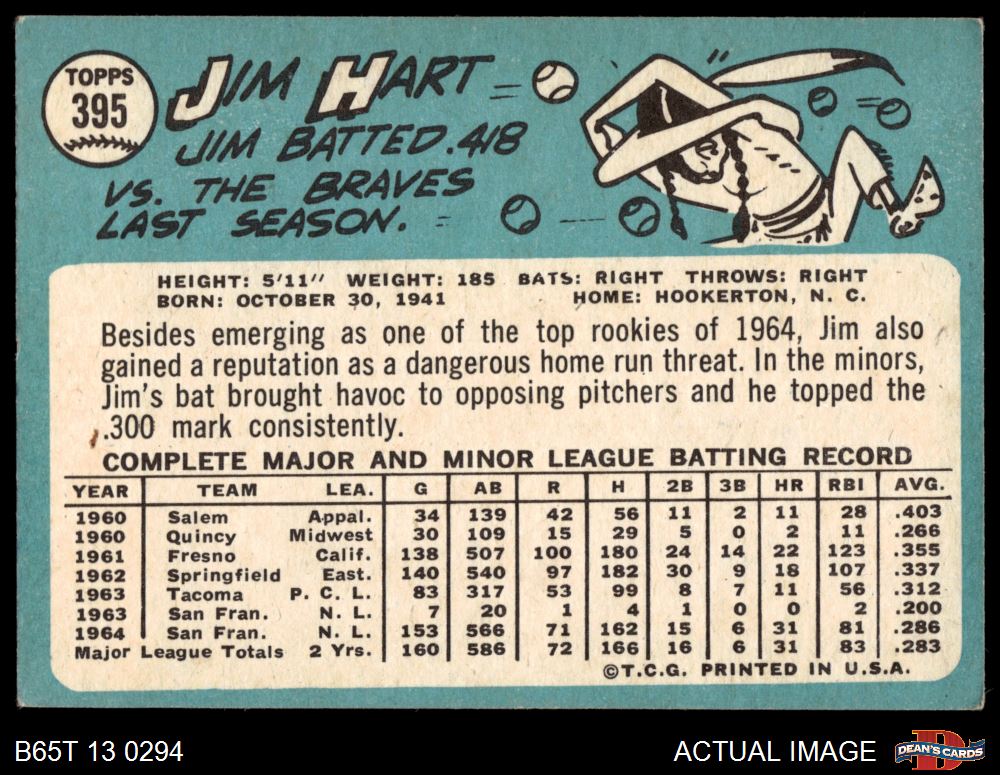 TOPPS
395
JIM HART
JIM BATTED .418
VS. THE BRAVES
LAST SEASON.
HEIGHT: 5'11" WEIGHT: 185 BATS: RIGHT THROWS: RIGHT
BORN: OCTOBER 30, 1941 HOME: HOOKERTON, N. C.
Besides emerging as one of the top rookies of 1964, Jim also
gained a reputation as a dangerous home run threat. In the minors,
Jim's bat brought havoc to opposing pitchers and he topped the
.300 mark consistently.
COMPLETE MAJOR AND MINOR LEAGUE BATTING RECORD
YEAR TEAM LEA. G AB R H 2B 3B HR RBI AVG.
1960 Salem Appal. 34 139 42 56 11 2 11 28 .403
1960 Quincy Midwest 30 109 15 29 5 0 2 11 .266
1961 Fresno Calif. 138 507 100 180 24 14 22 123 .355
1962 Springfield East. 140 540 97 182 30 9 18 107 .337
1963 Tacoma P. C. L. 83 317 53 99 8 7 11 56 .312
1963 San Fran. N. L. 7 20 1 4 1 0 0 2 .200
1964 San Fran. N. L. 153 566 71 162 15 6 31 81 .286
Major League Totals 2 Yrs. 160 586 72 166 16 6 31 83 .283
©T.C.G. PRINTED IN U.S.A.
B65T 13 0294 ACTUAL IMAGE D DEAN'S CARDS